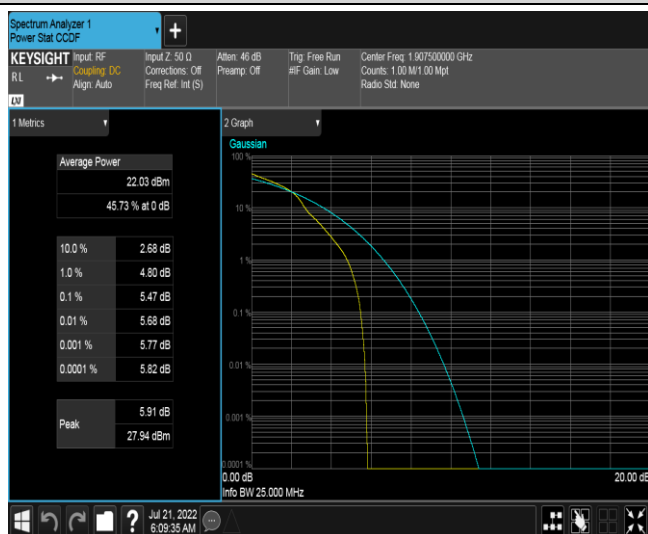 Spectrum Analyzer 1
Power Stat CCDF
KEYSIGHT
RL
LXI
Input: RF
Coupling: DC
Align: Auto
Input Z: 50 Ω
Corrections: Off
Freq Ref: Int (S)
Atten: 46 dB
Preamp: Off
Trig: Free Run
#IF Gain: Low
Center Freq: 1.907500000 GHz
Counts: 1.00 M/1.00 Mpt
Radio Std: None
1 Metrics
Average Power
22.03 dBm
45.73 % at 0 dB
10.0 % 2.68 dB
1.0 % 4.80 dB
0.1 % 5.47 dB
0.01 % 5.68 dB
0.001 % 5.77 dB
0.0001 % 5.82 dB
Peak
5.91 dB
27.94 dBm
2 Graph
Gaussian
100 %
10 %
1 %
0.1 %
0.01 %
0.001 %
0.0001 %
0.00 dB
20.00 dB
Info BW 25.000 MHz
Jul 21, 2022
6:09:35 AM